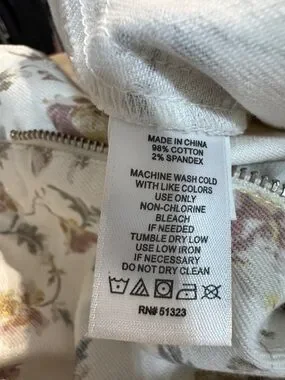 MADE IN CHINA
98% COTTON
2% SPANDEX
MACHINE WASH COLD
WITH LIKE COLORS
USE ONLY
NON-CHLORINE
BLEACH
IF NEEDED
TUMBLE DRY LOW
USE LOW IRON
IF NECESSARY
DO NOT DRY CLEAN
RN# 51323